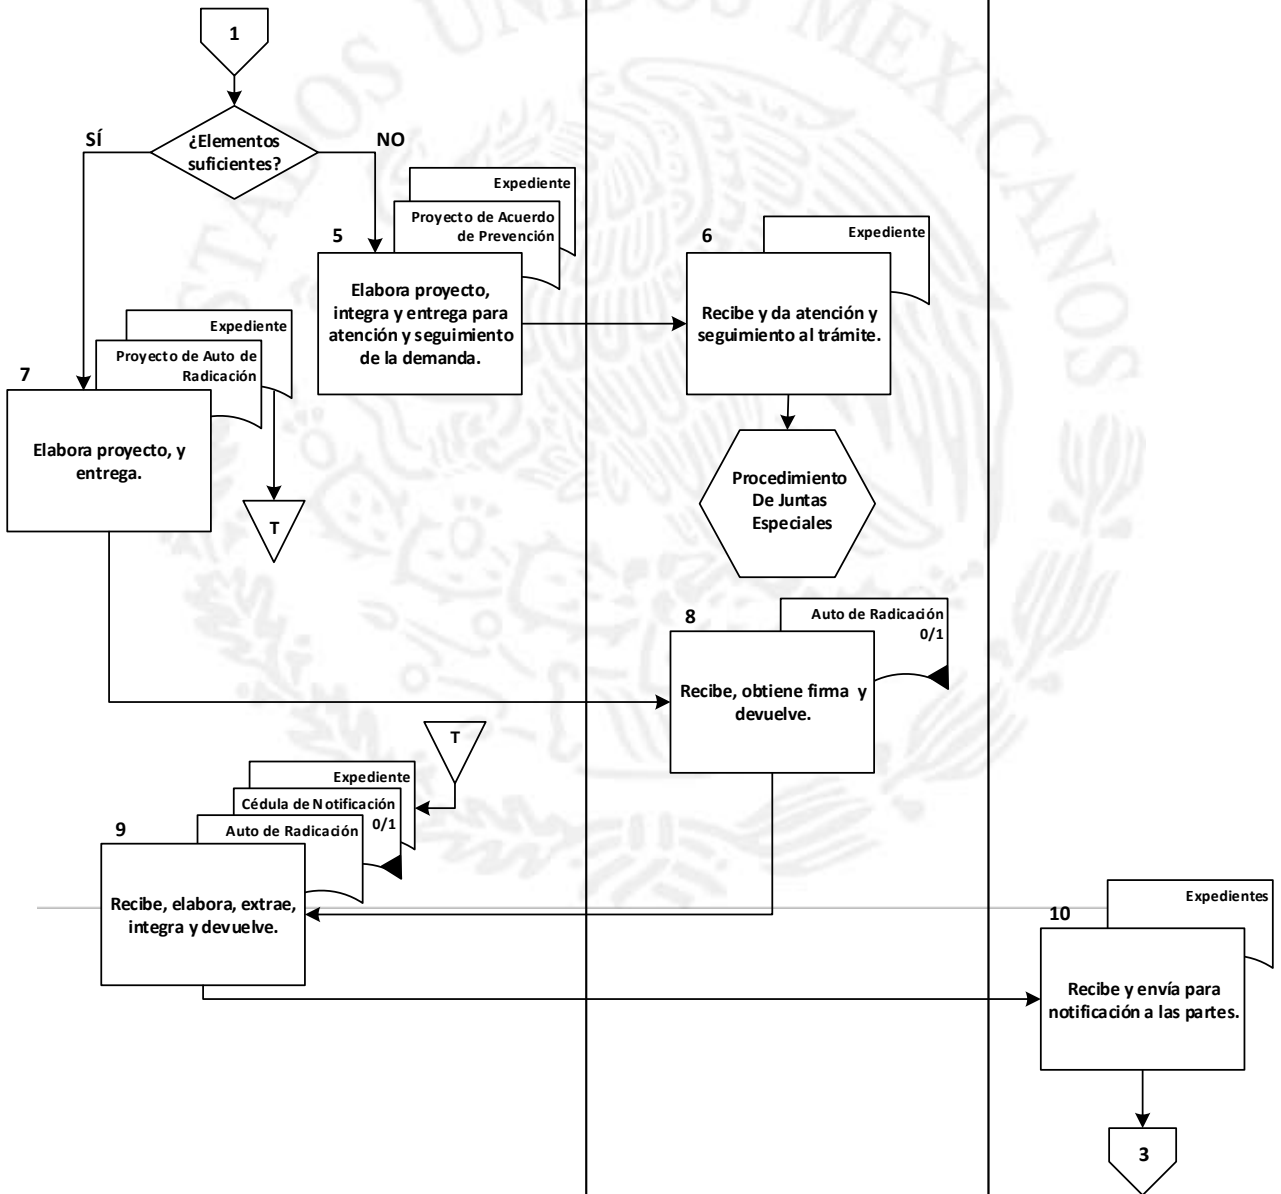 ESTADOS UNIDOS MEXICANOS
1
¿Elementos
suficientes?
SÍ
NO
Expediente
Proyecto de Acuerdo
de Prevención
5
Elabora proyecto,
integra y entrega para
atención y seguimiento
de la demanda.
Expediente
6
Recibe y da atención y
seguimiento al trámite.
Procedimiento
De Juntas
Especiales
Expediente
Proyecto de Auto de
Radicación
7
Elabora proyecto, y
entrega.
T
Auto de Radicación
0/1
8
Recibe, obtiene firma y
devuelve.
T
Expediente
Cédula de Notificación
0/1
Auto de Radicación
9
Recibe, elabora, extrae,
integra y devuelve.
Expedientes
10
Recibe y envía para
notificación a las partes.
3